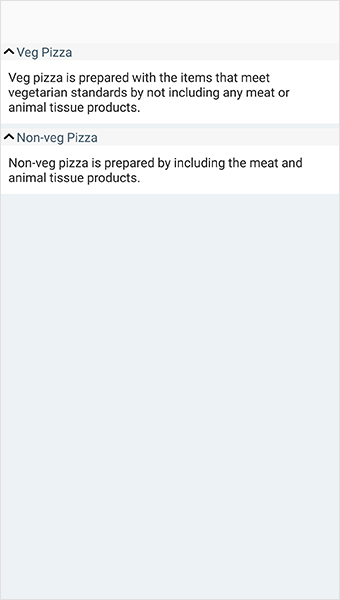 Veg Pizza
Veg pizza is prepared with the items that meet
vegetarian standards by not including any meat or
animal tissue products.
Non-veg Pizza
Non-veg pizza is prepared by including the meat and
animal tissue products.